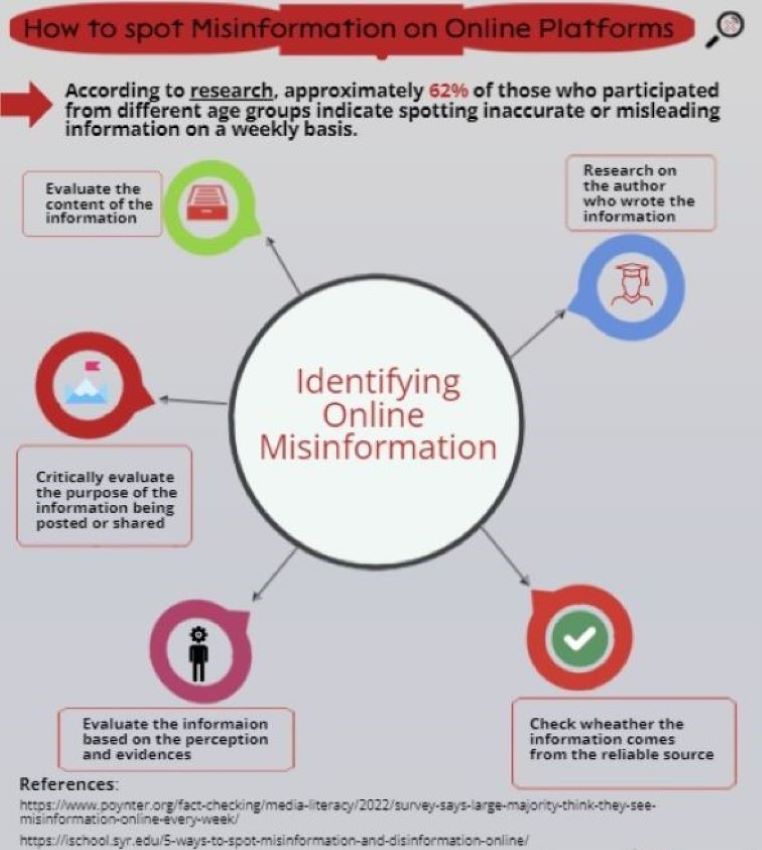 How to spot Misinformation on Online Platforms
According to research, approximately 62% of those who participated
from different age groups indicate spotting inaccurate or misleading
information on a weekly basis.
Evaluate the
content of the
information
Research on
the author
who wrote the
information
Identifying
Online
Misinformation
Critically evaluate
the purpose of the
information being
posted or shared
Evaluate the informaion
based on the perception
and evidences
Check wheather the
information comes
from the reliable source
References:
https://www.poynter.org/fact-checking/media-literacy/2022/survey-says-large-majority-think-they-see-
misinformation-online-every-week/
https://ischool.syr.edu/5-ways-to-spot-misinformation-and-disinformation-online/